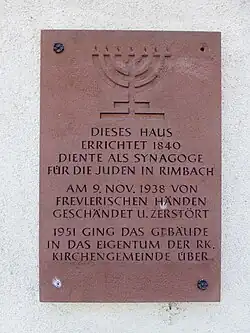 DIESES HAUS
ERRICHTET 1840
DIENTE ALS SYNAGOGE
FÜR DIE JUDEN IN RIMBACH
AM 9. NOV. 1938 VON
FREVLERISCHEN HÄNDEN
GESCHÄNDET U. ZERSTÖRT
1951 GING DAS GEBÄUDE
IN DAS EIGENTUM DER RK.
KIRCHENGEMEINDE ÜBER